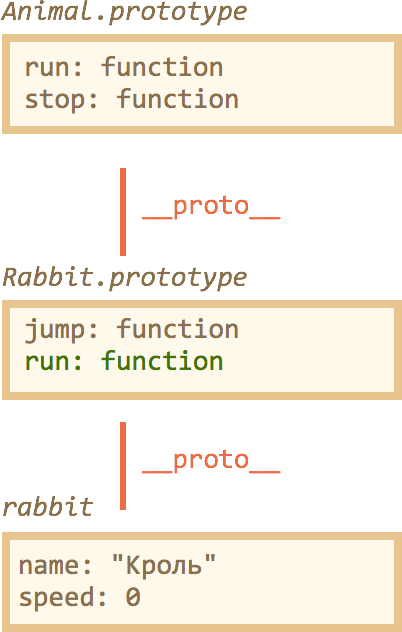 Animal.prototype
run: function
stop: function
__proto__
Rabbit.prototype
jump: function
run: function
__proto__
rabbit
name: "Кроль"
speed: 0